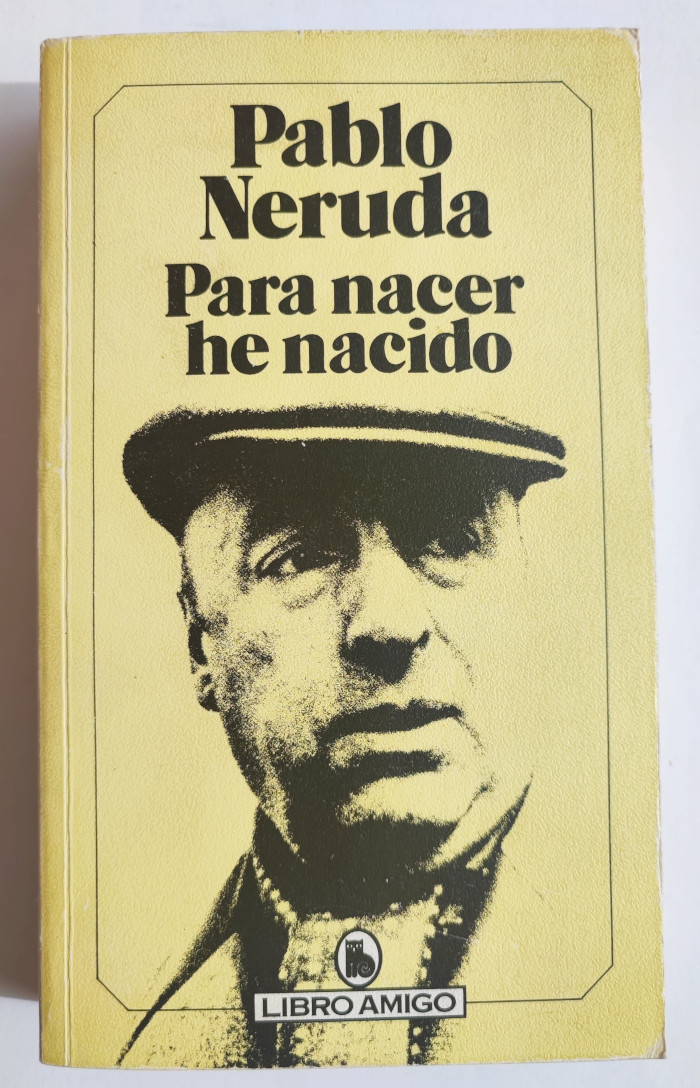 Pablo
Neruda
Para nacer
he nacido
LIBRO AMIGO